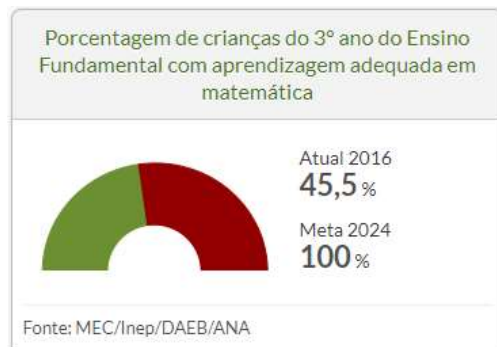 Porcentagem de crianças do 3° ano do Ensino
Fundamental com aprendizagem adequada em
matemática
Atual 2016
45,5 %
Meta 2024
100 %
Fonte: MEC/Inep/DAEB/ANA